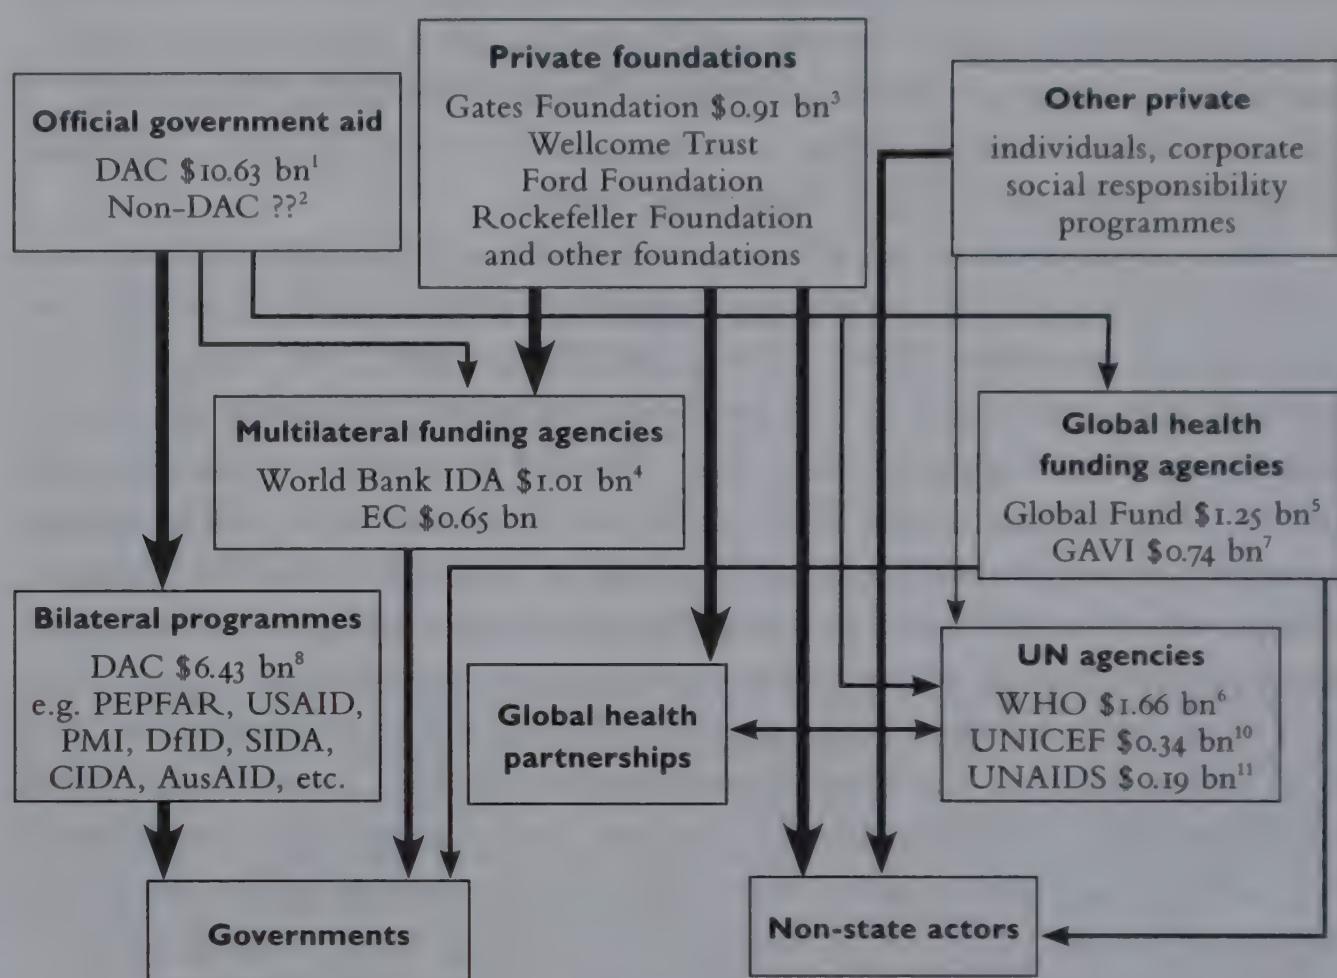 Official government aid
DAC $10.63 bn¹
Non-DAC ??²
Private foundations
Gates Foundation $0.91 bn³
Wellcome Trust
Ford Foundation
Rockefeller Foundation
and other foundations
Other private
individuals, corporate
social responsibility
programmes
Multilateral funding agencies
World Bank IDA $1.01 bn⁴
EC $0.65 bn
Global health
funding agencies
Global Fund $1.25 bn⁵
GAVI $0.74 bn⁷
Bilateral programmes
DAC $6.43 bn⁸
e.g. PEPFAR, USAID,
PMI, DfID, SIDA,
CIDA, AusAID, etc.
Global health
partnerships
UN agencies
WHO $1.66 bn⁶
UNICEF $0.34 bn¹⁰
UNAIDS $0.19 bn¹¹
Governments
Non-state actors